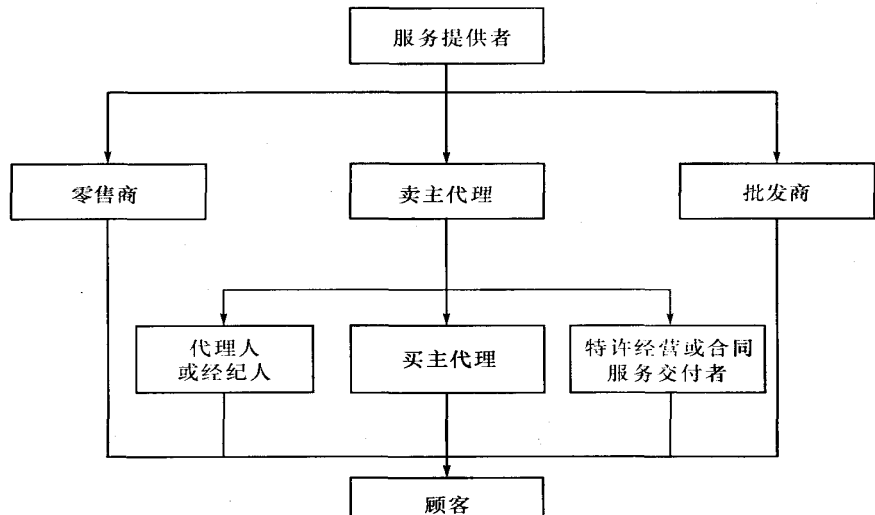 服务提供者
零售商
卖主代理
批发商
代理人
或经纪人
买主代理
特许经营或合同
服务交付者
顾客